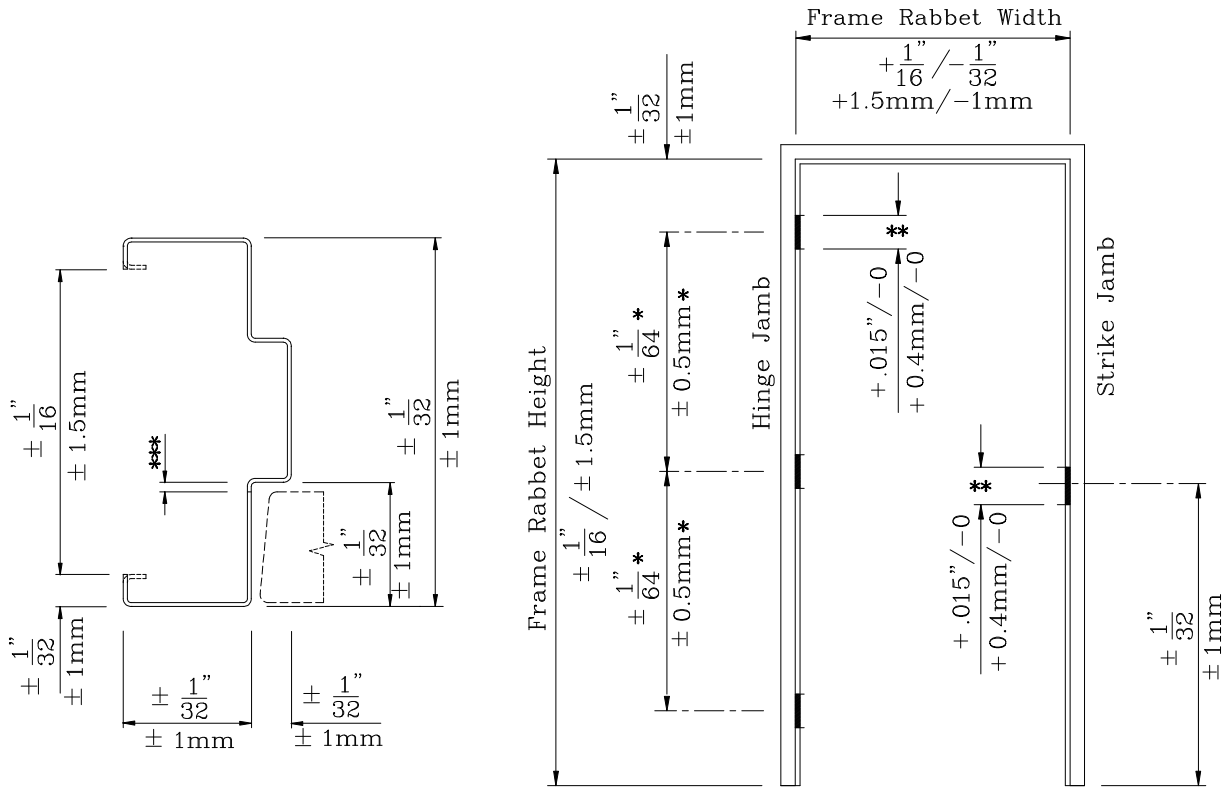 Frame Rabbet Width
+1/16"/-1/32"
+1.5mm/-1mm
±1/32"
±1mm
Frame Rabbet Height
±1/16" / ±1.5mm
±1/64"*
±0.5mm*
±1/64"*
±0.5mm*
Hinge Jamb
**
+.015"/-0
+0.4mm/-0
Strike Jamb
**
+.015"/-0
+0.4mm/-0
±1/32"
±1mm
±1/16"
±1.5mm
***
±1/32"
±1mm
±1/32"
±1mm
±1/32"
±1mm
±1/32"
±1mm
±1/32"
±1mm